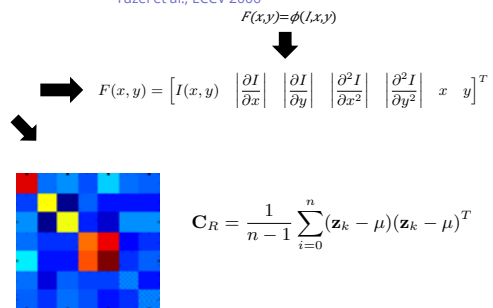 F(x,y)=ϕ(I,x,y)
F(x, y) = [I(x, y) |∂I/∂x| |∂I/∂y| |∂²I/∂x²| |∂²I/∂y²| x y]^T
C_R = 1/(n − 1) ∑_{i=0}^{n} (z_k − μ)(z_k − μ)^T